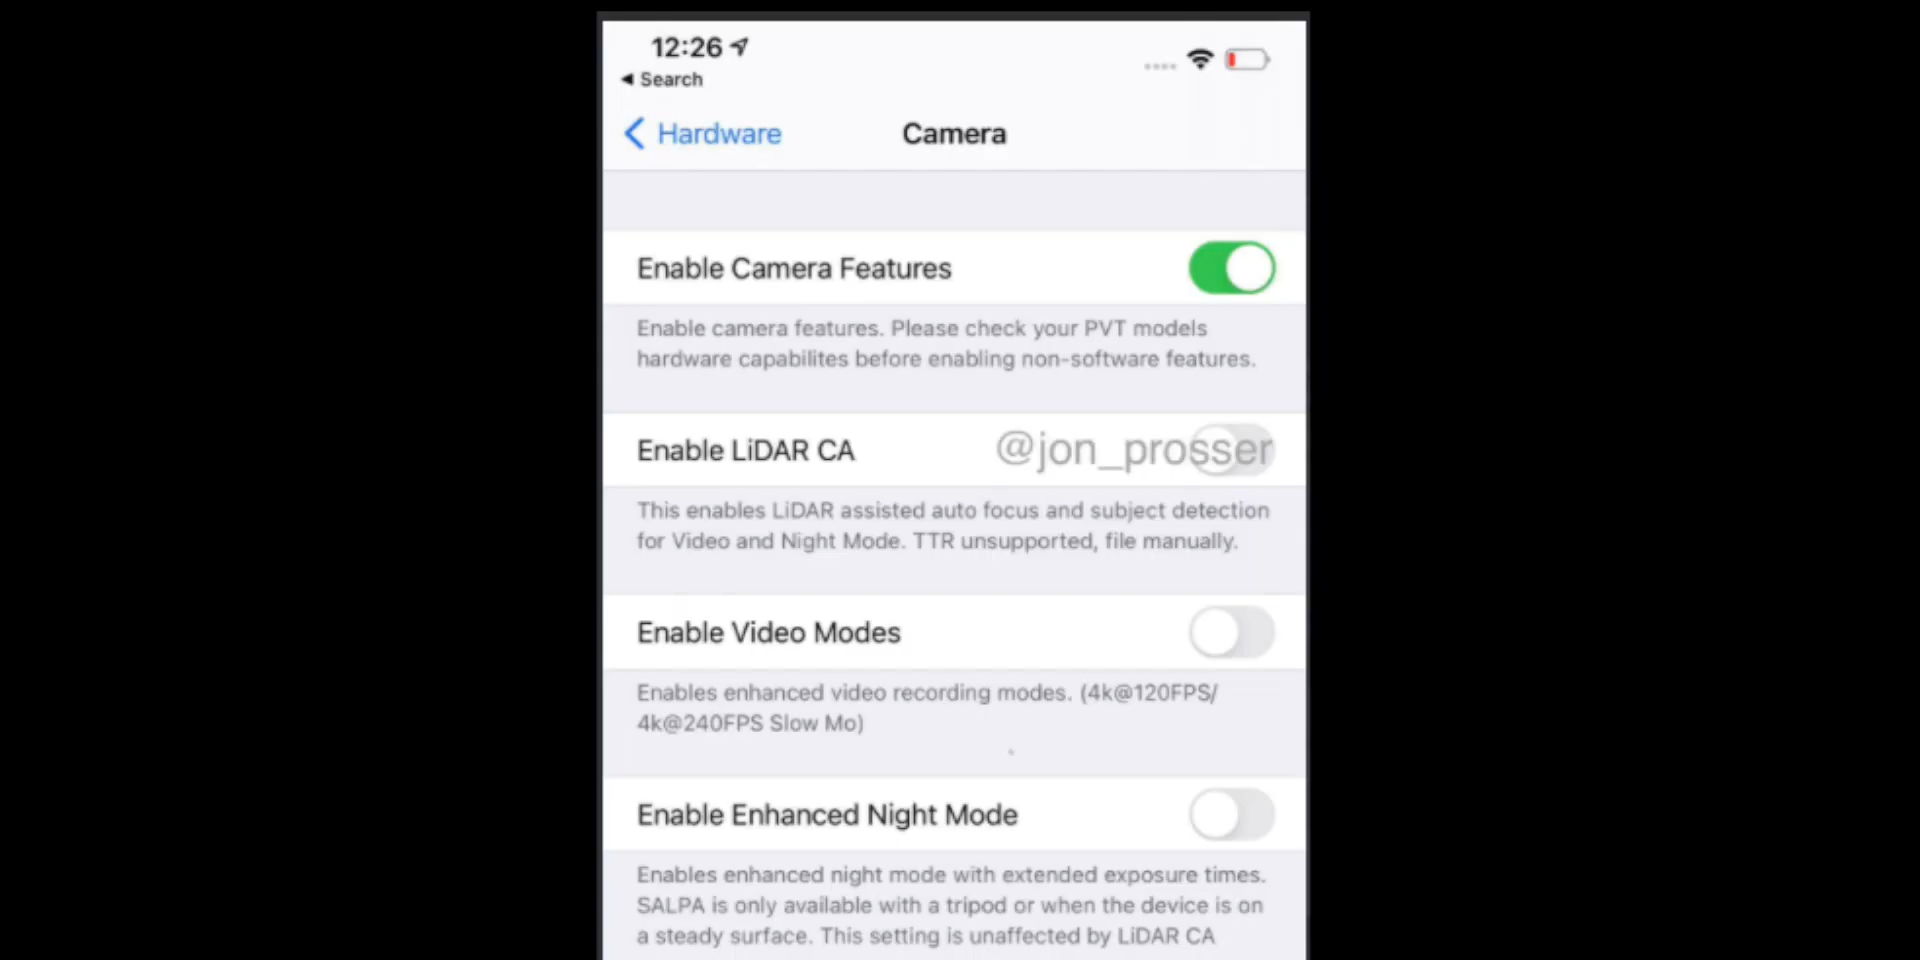 12:26
Search
Hardware
Camera
Enable Camera Features
Enable camera features. Please check your PVT models
hardware capabilites before enabling non-software features.
Enable LiDAR CA
@jon_prosser
This enables LiDAR assisted auto focus and subject detection
for Video and Night Mode. TTR unsupported, file manually.
Enable Video Modes
Enables enhanced video recording modes. (4k@120FPS/
4k@240FPS Slow Mo)
Enable Enhanced Night Mode
Enables enhanced night mode with extended exposure times.
SALPA is only available with a tripod or when the device is on
a steady surface. This setting is unaffected by LiDAR CA